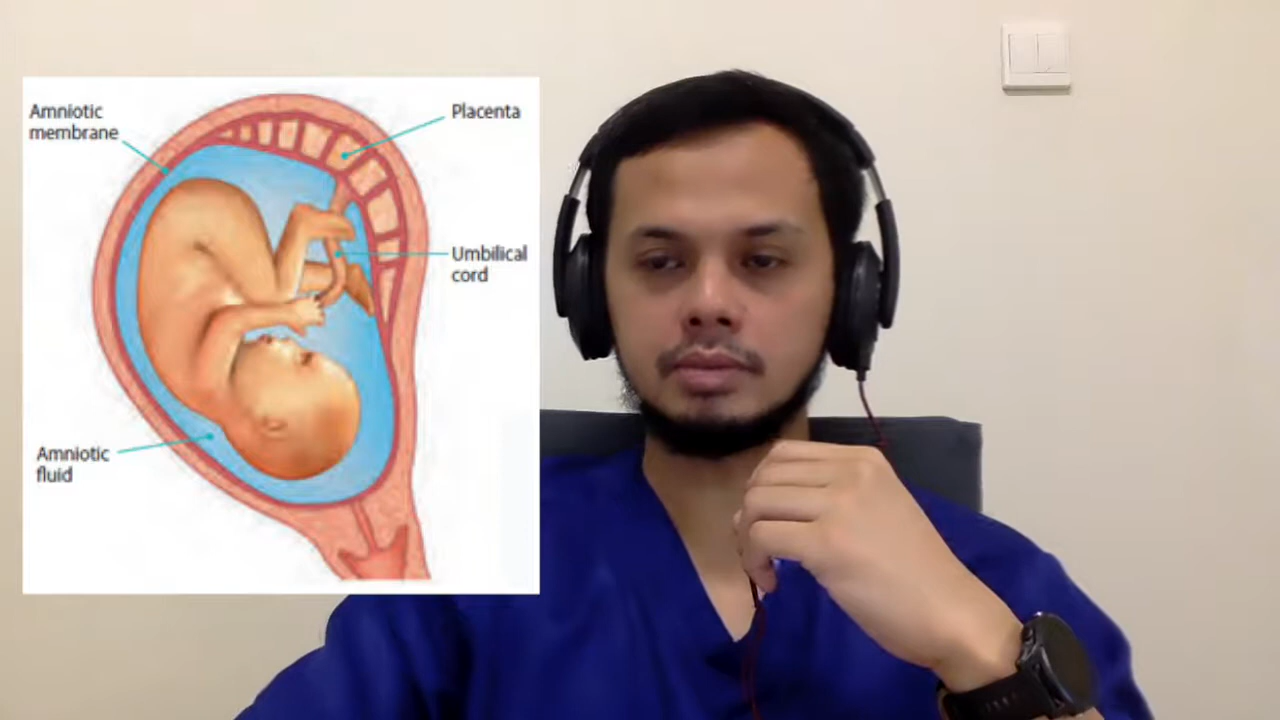 Amniotic
membrane
Placenta
Umbilical
cord
Amniotic
fluid